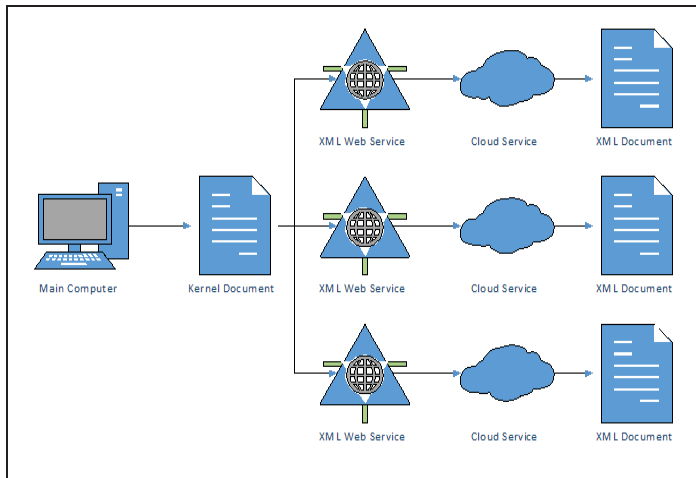 XML Web Service
Cloud Service
XML Document
Main Computer
Kernel Document
XML Web Service
Cloud Service
XML Document
XML Web Service
Cloud Service
XML Document